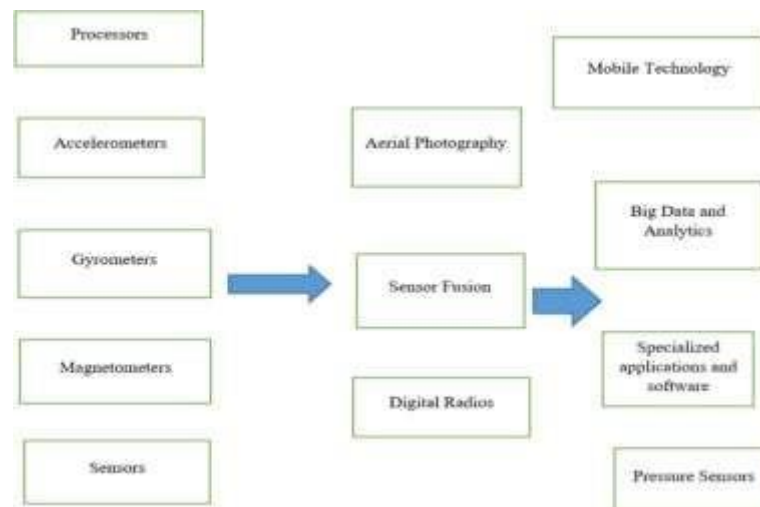 Processors
Accelerometers
Gyrometers
Magnetometers
Sensors
Aerial Photography
Sensor Fusion
Digital Radios
Mobile Technology
Big Data and
Analytics
Specialized
applications and
software
Pressure Sensors